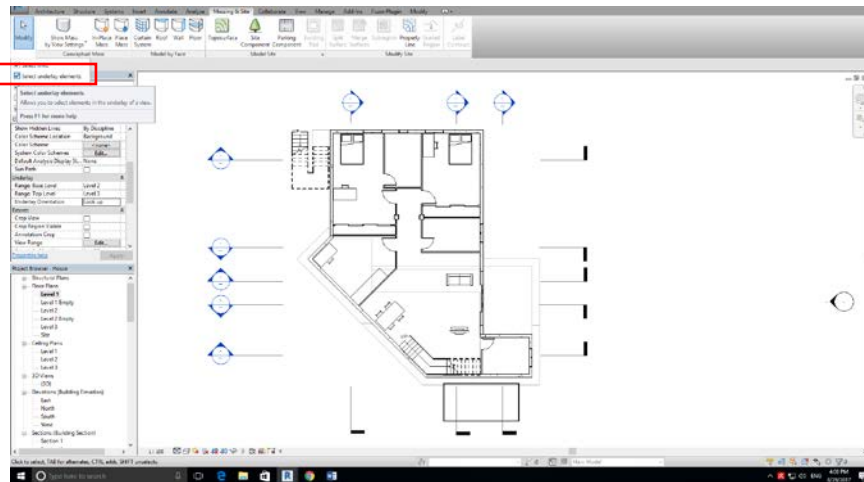 Architecture Structure Systems Insert Annotate Analyze Massing & Site Collaborate View Manage Add-Ins Modify
Modify Show Mass by View Settings In-Place Mass Place Mass Curtain System Roof Wall Floor Toposurface Site Component Parking Component Building Pad Split Surface Merge Surfaces Subregion Property Line Graded Region Label Contours
Conceptual Mass Model by Face Model Site Modify Site
Select underlay elements
Select underlay elements
Allows you to select elements in the underlay of a view.
Press F1 for more help
Show Hidden Lines By Discipline
Color Scheme Location Background
Color Scheme <none>
System Color Schemes Edit...
Default Analysis Display St... None
Sun Path
Underlay
Range: Base Level Level 2
Range: Top Level Level 3
Underlay Orientation Look up
Extents
Crop View
Crop Region Visible
Annotation Crop
View Range Edit...
Properties help Apply
Project Browser - House
Structural Plans
Floor Plans
Level 1
Level 1 Empty
Level 2
Level 2 Empty
Level 3
Site
Ceiling Plans
Level 1
Level 2
Level 3
3D Views
{3D}
Elevations (Building Elevation)
East
North
South
West
Sections (Building Section)
Section 1
Click to select, TAB for alternates, CTRL adds, SHIFT unselects.
Main Model
Type here to search
ENG